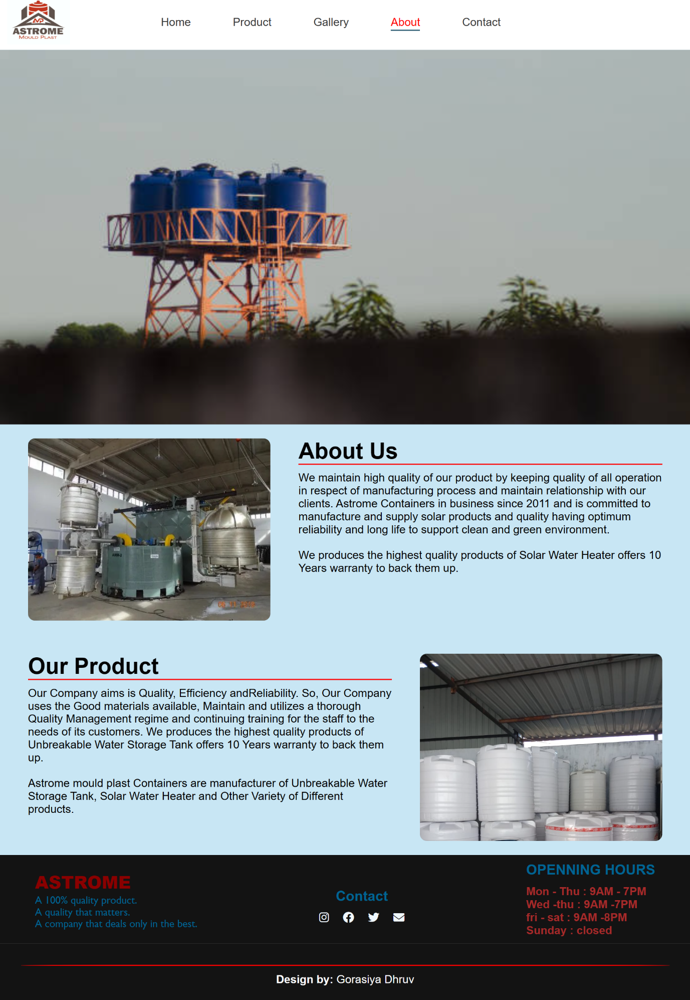 AMP
ASTROME
MOULD PLAST
Home Product Gallery About Contact
About Us
We maintain high quality of our product by keeping quality of all operation
in respect of manufacturing process and maintain relationship with our
clients. Astrome Containers in business since 2011 and is committed to
manufacture and supply solar products and quality having optimum
reliability and long life to support clean and green environment.
We produces the highest quality products of Solar Water Heater offers 10
Years warranty to back them up.
ARM-2
Our Product
Our Company aims is Quality, Efficiency andReliability. So, Our Company
uses the Good materials available, Maintain and utilizes a thorough
Quality Management regime and continuing training for the staff to the
needs of its customers. We produces the highest quality products of
Unbreakable Water Storage Tank offers 10 Years warranty to back them
up.
Astrome mould plast Containers are manufacturer of Unbreakable Water
Storage Tank, Solar Water Heater and Other Variety of Different
products.
ASTROME
A 100% quality product.
A quality that matters.
A company that deals only in the best.
Contact
OPENNING HOURS
Mon - Thu : 9AM - 7PM
Wed -thu : 9AM -7PM
fri - sat : 9AM -8PM
Sunday : closed
Design by: Gorasiya Dhruv